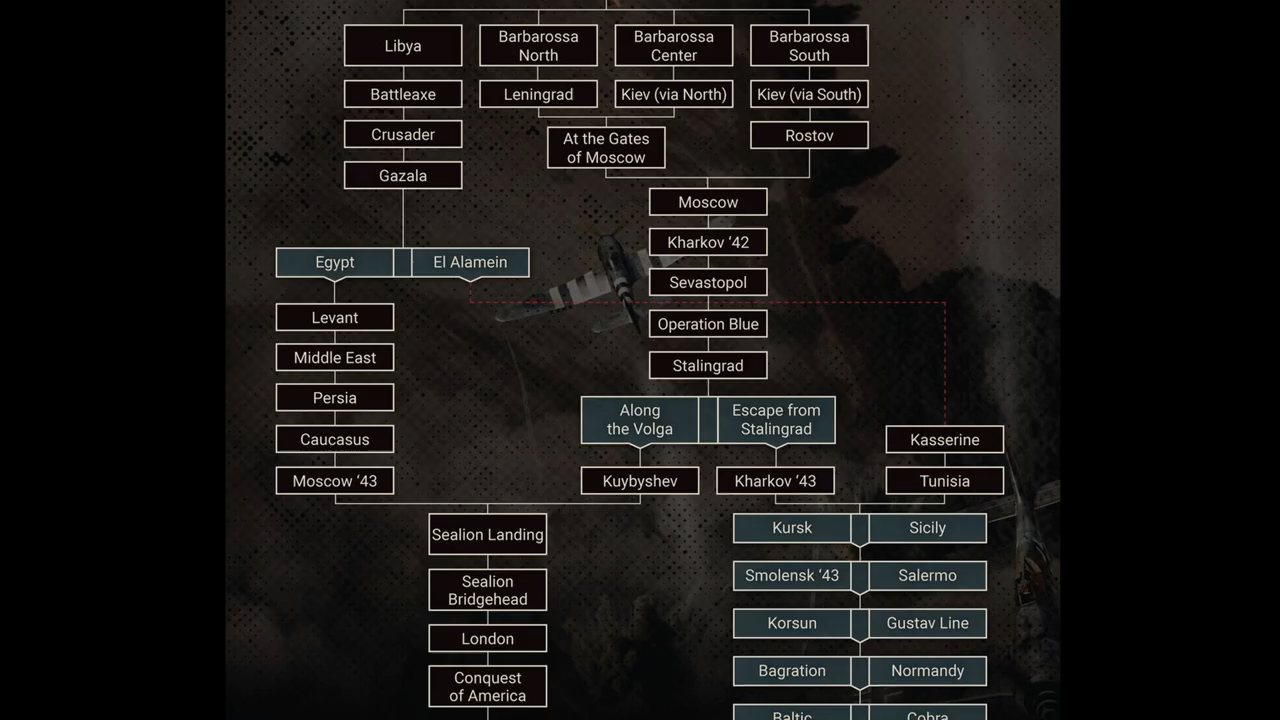 Libya
Barbarossa
North
Barbarossa
Center
Barbarossa
South
Battleaxe
Leningrad
Kiev (via North)
Kiev (via South)
Crusader
At the Gates
of Moscow
Rostov
Gazala
Moscow
Kharkov ‘42
Egypt
El Alamein
Sevastopol
Levant
Operation Blue
Middle East
Stalingrad
Persia
Along
the Volga
Escape from
Stalingrad
Caucasus
Kasserine
Moscow ‘43
Kuybyshev
Kharkov ‘43
Tunisia
Sealion Landing
Kursk
Sicily
Sealion
Bridgehead
Smolensk ‘43
Salermo
London
Korsun
Gustav Line
Conquest
of America
Bagration
Normandy
Baltic
Cobra